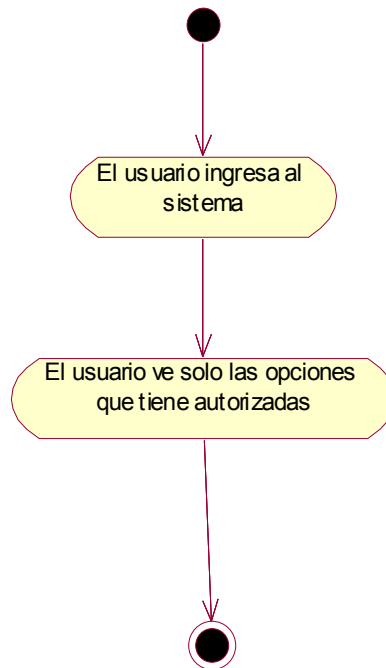 El usuario ingresa al
sistema
El usuario ve solo las opciones
que tiene autorizadas